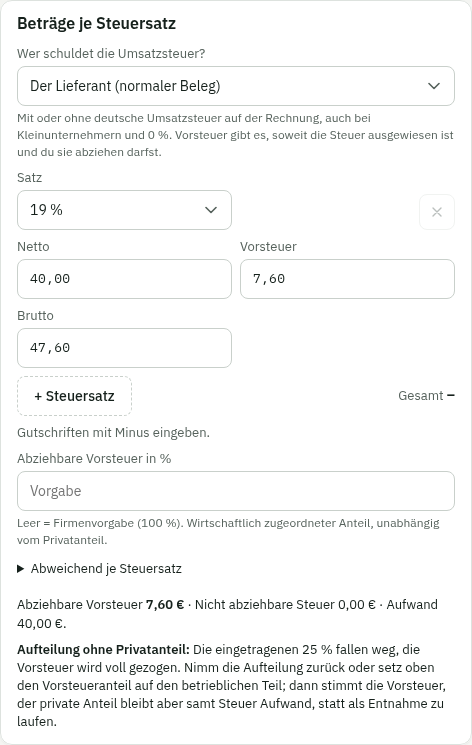 Beträge je Steuersatz
Wer schuldet die Umsatzsteuer?
Der Lieferant (normaler Beleg)
Mit oder ohne deutsche Umsatzsteuer auf der Rechnung, auch bei
Kleinunternehmern und 0 %. Vorsteuer gibt es, soweit die Steuer ausgewiesen ist
und du sie abziehen darfst.
Satz
19 %
Netto
Vorsteuer
40,00
7,60
Brutto
47,60
+ Steuersatz
Gesamt –
Gutschriften mit Minus eingeben.
Abziehbare Vorsteuer in %
Vorgabe
Leer = Firmenvorgabe (100 %). Wirtschaftlich zugeordneter Anteil, unabhängig
vom Privatanteil.
Abweichend je Steuersatz
Abziehbare Vorsteuer 7,60 € · Nicht abziehbare Steuer 0,00 € · Aufwand
40,00 €.
Aufteilung ohne Privatanteil: Die eingetragenen 25 % fallen weg, die
Vorsteuer wird voll gezogen. Nimm die Aufteilung zurück oder setz oben
den Vorsteueranteil auf den betrieblichen Teil; dann stimmt die Vorsteuer,
der private Anteil bleibt aber samt Steuer Aufwand, statt als Entnahme zu
laufen.